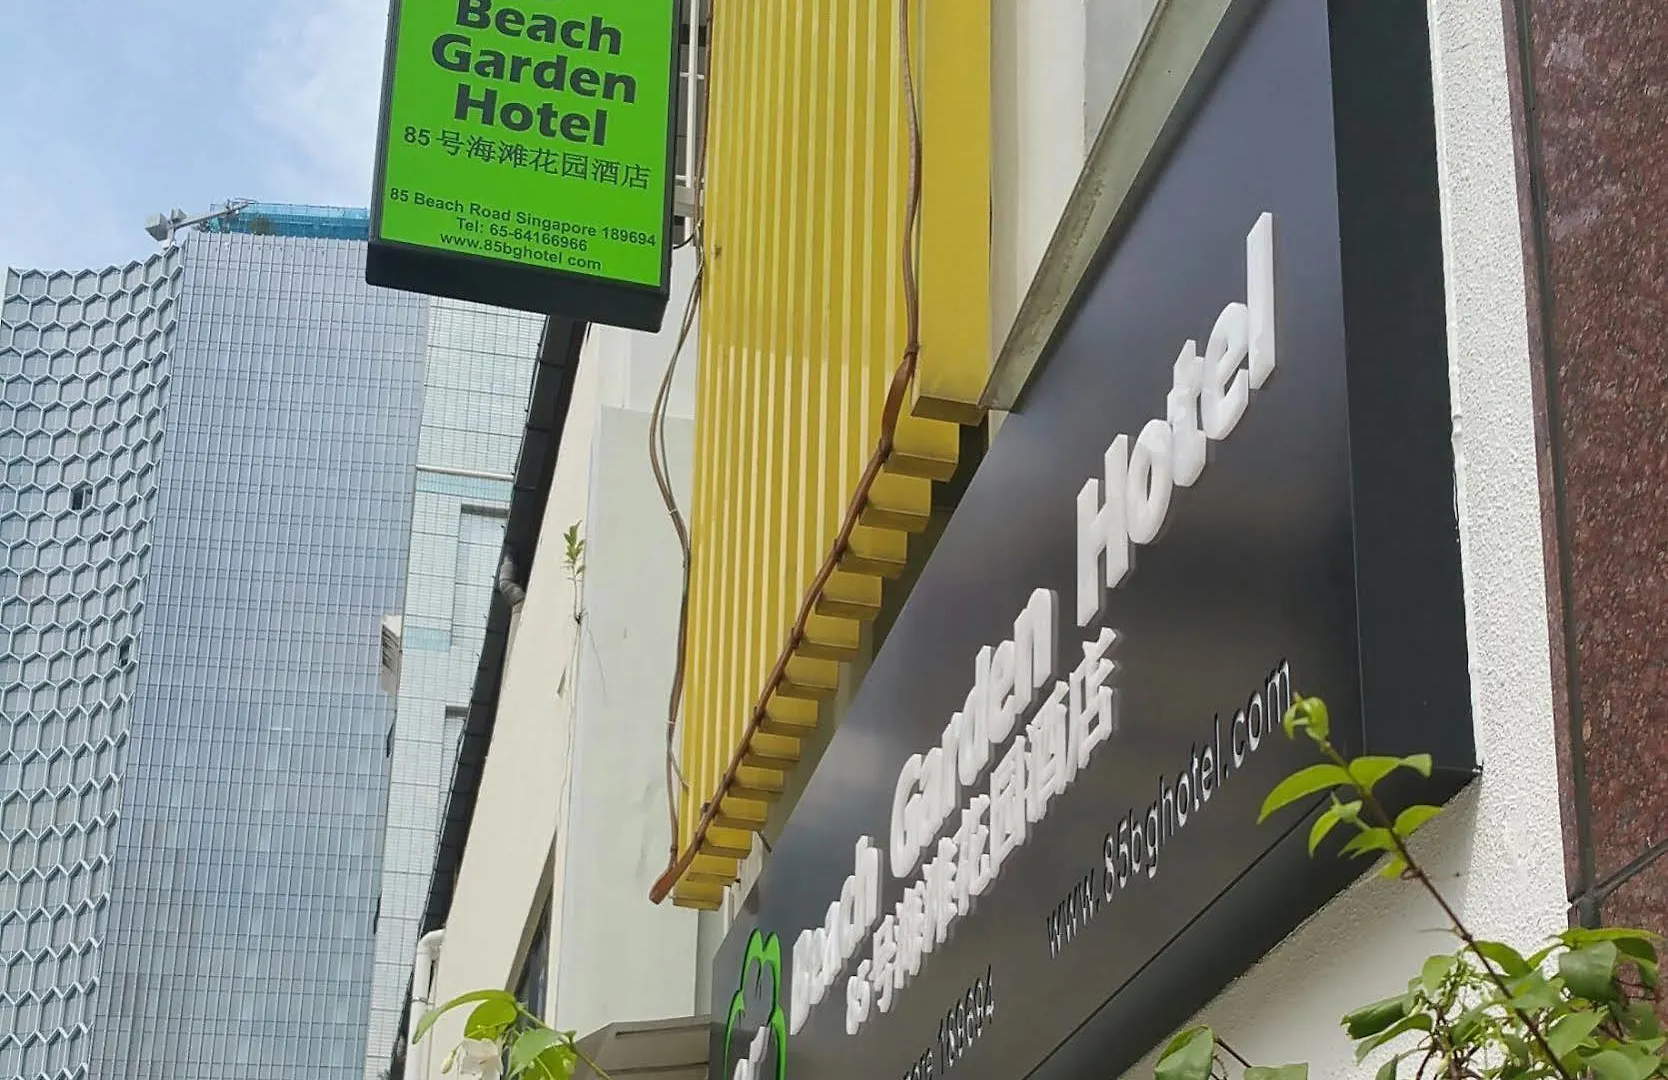 Beach
Garden
Hotel
85号海滩花园酒店
85 Beach Road Singapore 189694
Tel: 65-64166966
www.85bghotel com
Beach Garden Hotel
85号海滩花园酒店
189694
www.85bghotel.com